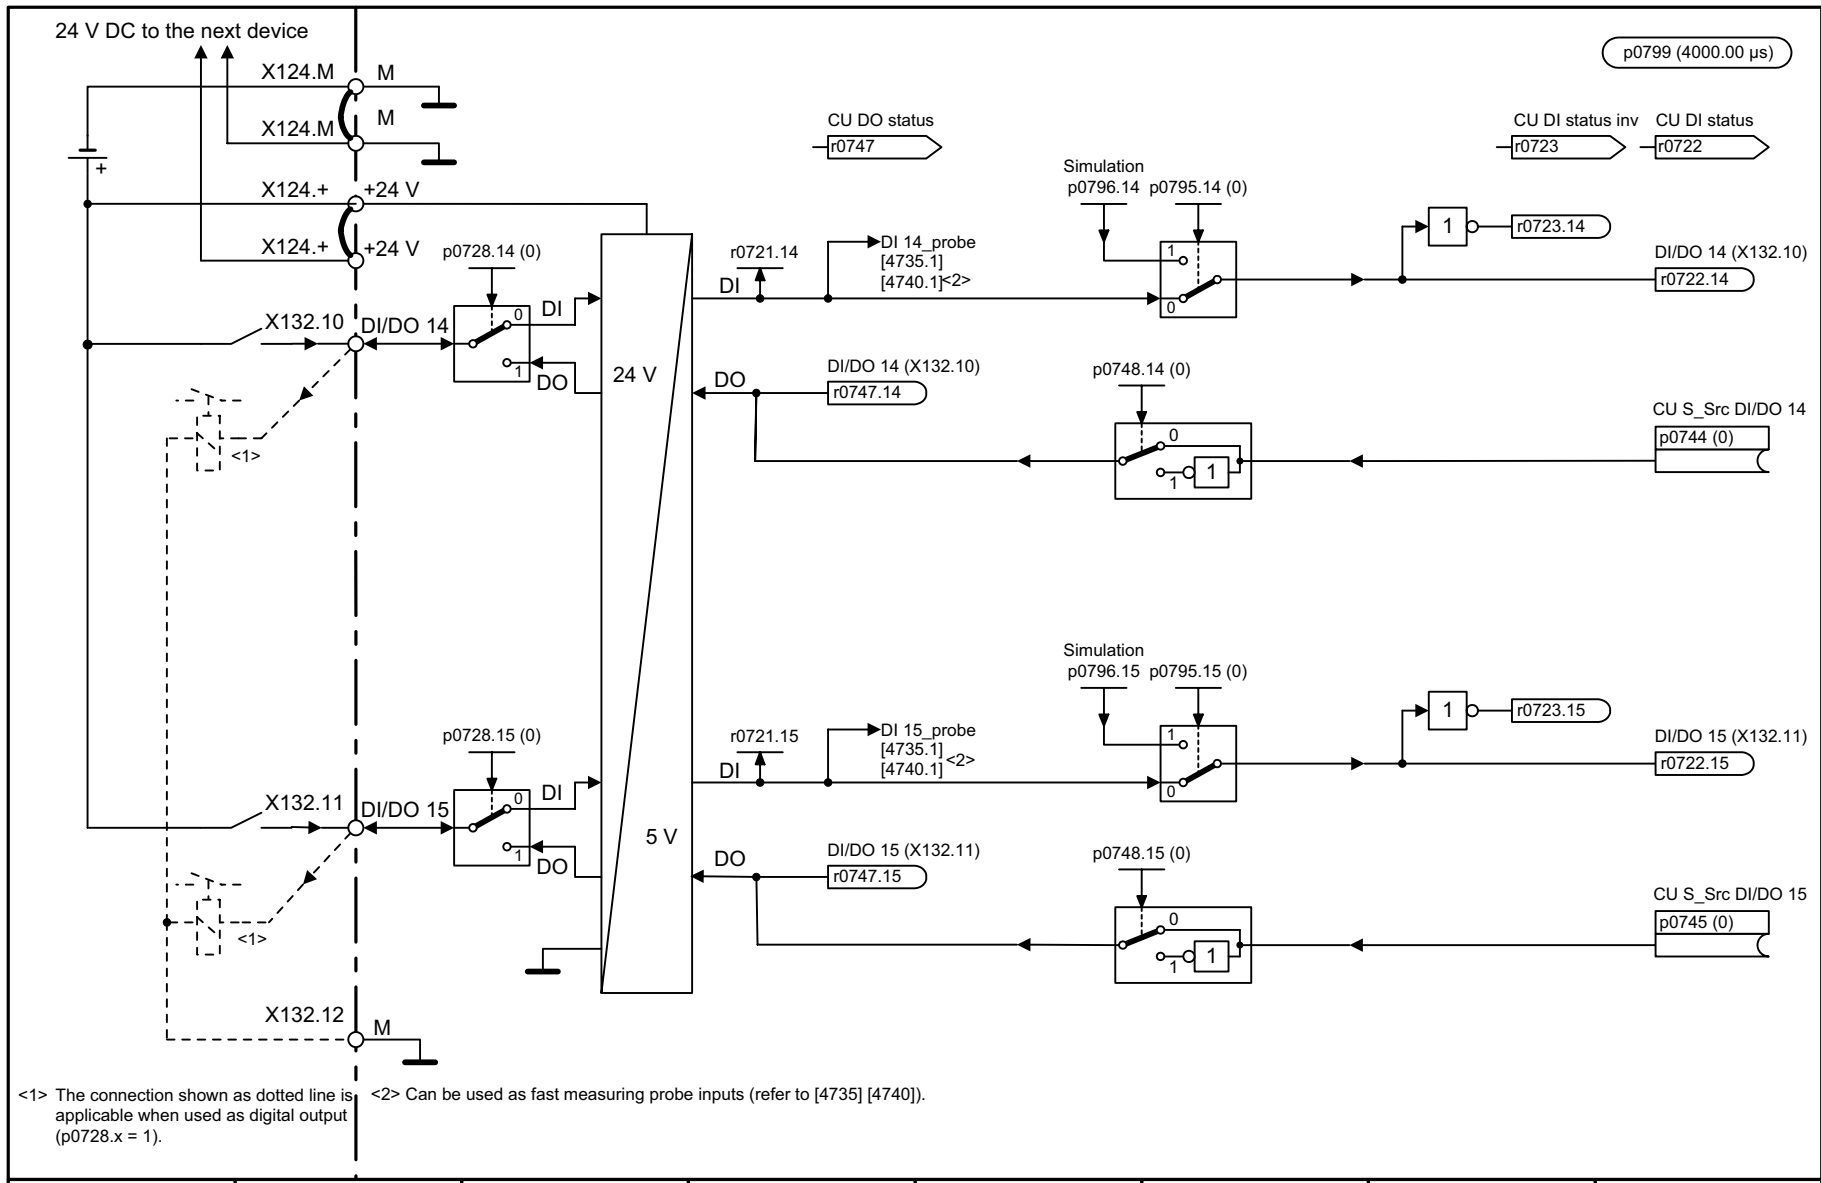 24 V DC to the next device
p0799 (4000.00 µs)
X124.M
M
M
X124.M
CU DO status
r0747
CU DI status inv
r0723
CU DI status
r0722
+
X124.+
+24 V
X124.+
+24 V
p0728.14 (0)
r0721.14
DI
DI 14_probe
[4735.1]
[4740.1]
<2>
Simulation
p0796.14
p0795.14 (0)
1
0
1
r0723.14
DI/DO 14 (X132.10)
r0722.14
X132.10
DI/DO 14
0
1
DI
DO
24 V
DO
DI/DO 14 (X132.10)
r0747.14
p0748.14 (0)
0
1
1
CU S_Src DI/DO 14
p0744 (0)
<1>
Simulation
p0796.15
p0795.15 (0)
1
0
1
r0723.15
DI/DO 15 (X132.11)
r0722.15
p0728.15 (0)
r0721.15
DI
DI 15_probe
[4735.1]
[4740.1]
<2>
X132.11
DI/DO 15
0
1
DI
DO
5 V
DO
DI/DO 15 (X132.11)
r0747.15
p0748.15 (0)
0
1
1
CU S_Src DI/DO 15
p0745 (0)
<1>
X132.12
M
<1> The connection shown as dotted line is
applicable when used as digital output
(p0728.x = 1).
<2> Can be used as fast measuring probe inputs (refer to [4735] [4740]).